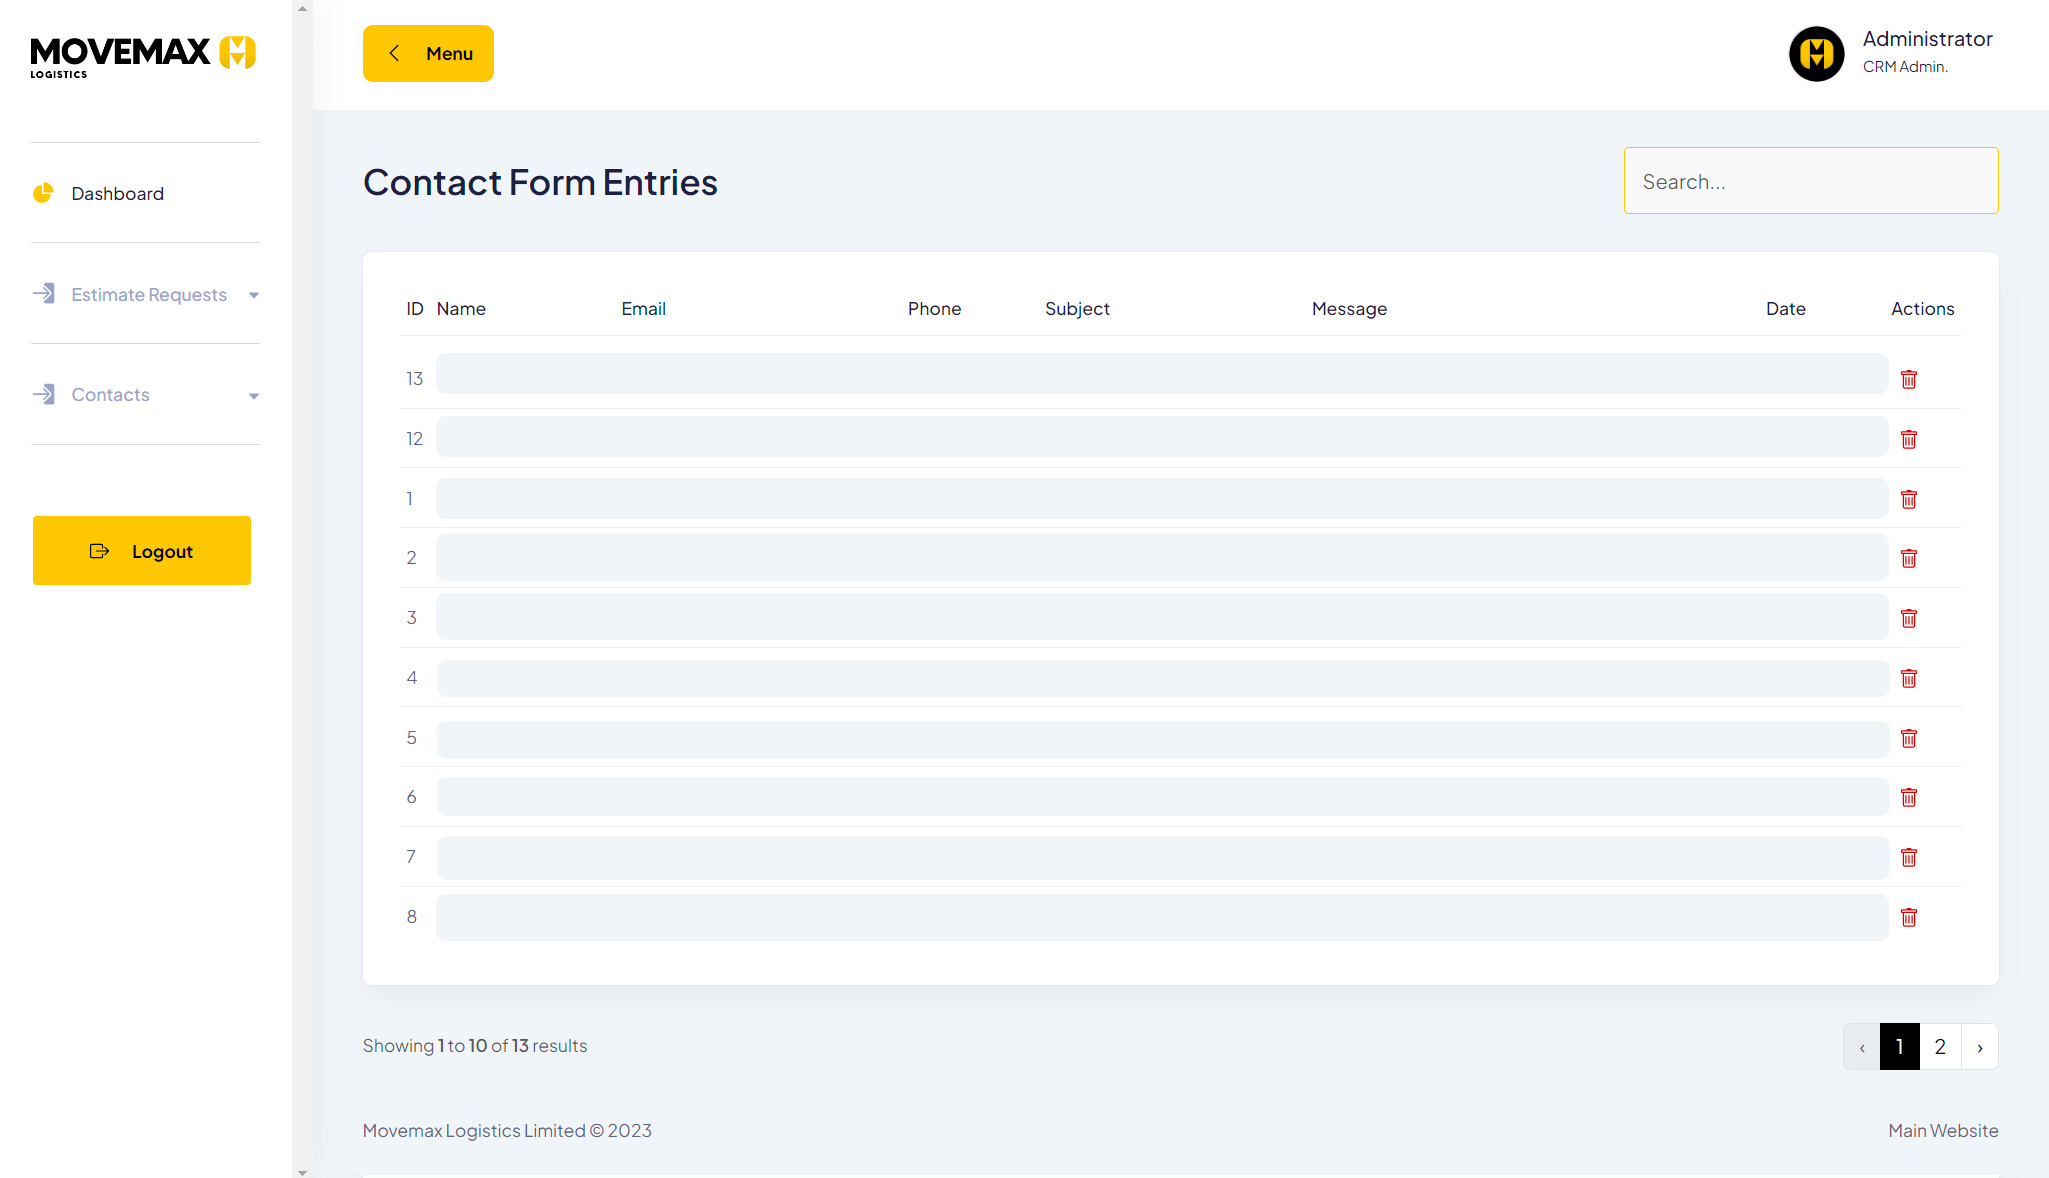 MOVEMAX
LOGISTICS
Menu
Administrator
CRM Admin.
Dashboard
Estimate Requests
Contacts
Logout
Contact Form Entries
Search...
ID Name Email Phone Subject Message Date Actions
13
12
1
2
3
4
5
6
7
8
Showing 1 to 10 of 13 results
‹ 1 2 ›
Movemax Logistics Limited © 2023
Main Website